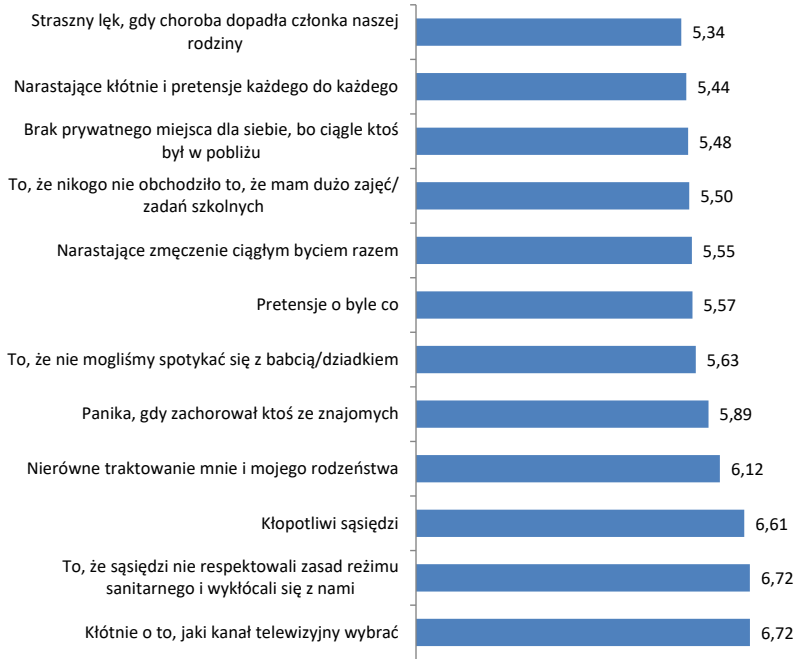 Straszny lęk, gdy choroba dopadła członka naszej
rodziny
5,34
Narastające kłótnie i pretensje każdego do każdego
5,44
Brak prywatnego miejsca dla siebie, bo ciągle ktoś
był w pobliżu
5,48
To, że nikogo nie obchodziło to, że mam dużo zajęć/
zadań szkolnych
5,50
Narastające zmęczenie ciągłym byciem razem
5,55
Pretensje o byle co
5,57
To, że nie mogliśmy spotykać się z babcią/dziadkiem
5,63
Panika, gdy zachorował ktoś ze znajomych
5,89
Nierówne traktowanie mnie i mojego rodzeństwa
6,12
Kłopotliwi sąsiędzi
6,61
To, że sąsiędzi nie respektowali zasad reżimu
sanitarnego i wykłócali się z nami
6,72
Kłótnie o to, jaki kanał telewizyjny wybrać
6,72